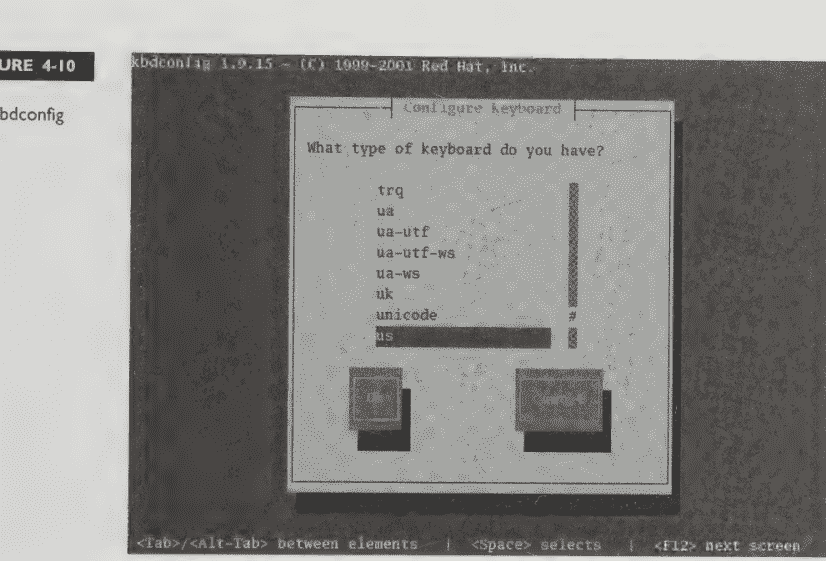 URE 4-10
bdconfig
kbdconfig 1.9.15 - (C) 1999-2001 Red Hat, Inc.
Configure Keyboard
What type of keyboard do you have?
trq
ua
ua-utf
ua-utf-ws
ua-ws
uk
unicode #
us
<Tab>/<Alt-Tab> between elements | <Space> selects | <F12> next screen